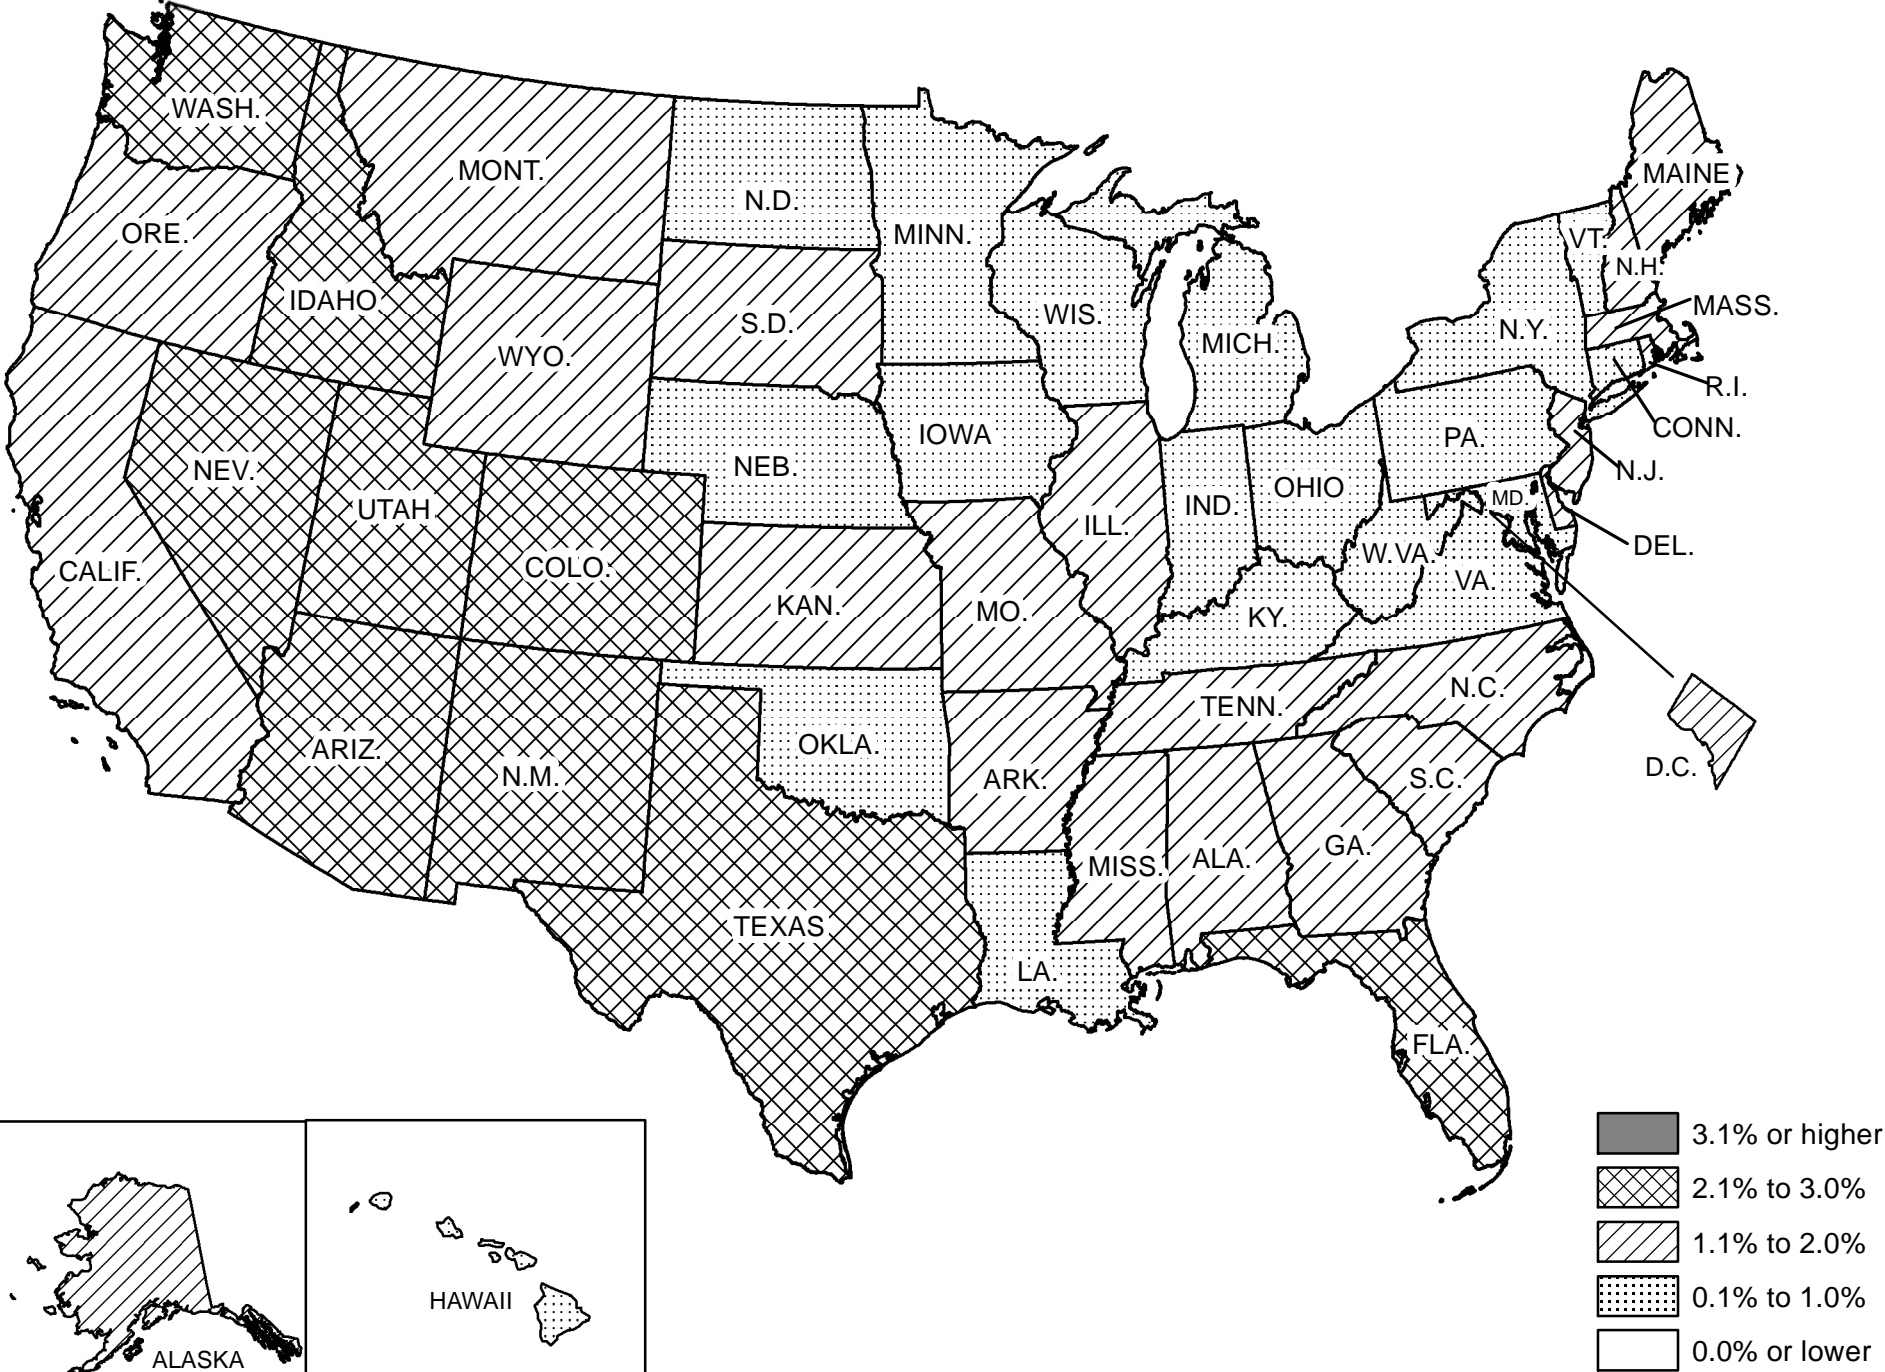 WASH.
MONT.
N.D.
MINN.
MAINE
ORE.
IDAHO
WYO.
S.D.
WIS.
MICH.
N.Y.
VT.
N.H.
MASS.
R.I.
CONN.
N.J.
PA.
NEV.
UTAH
COLO.
NEB.
IOWA
ILL.
IND.
OHIO
MD.
DEL.
W.VA.
VA.
CALIF.
KAN.
MO.
KY.
ARIZ.
N.M.
OKLA.
ARK.
TENN.
N.C.
S.C.
D.C.
TEXAS
LA.
MISS.
ALA.
GA.
FLA.
ALASKA
HAWAII
3.1% or higher
2.1% to 3.0%
1.1% to 2.0%
0.1% to 1.0%
0.0% or lower